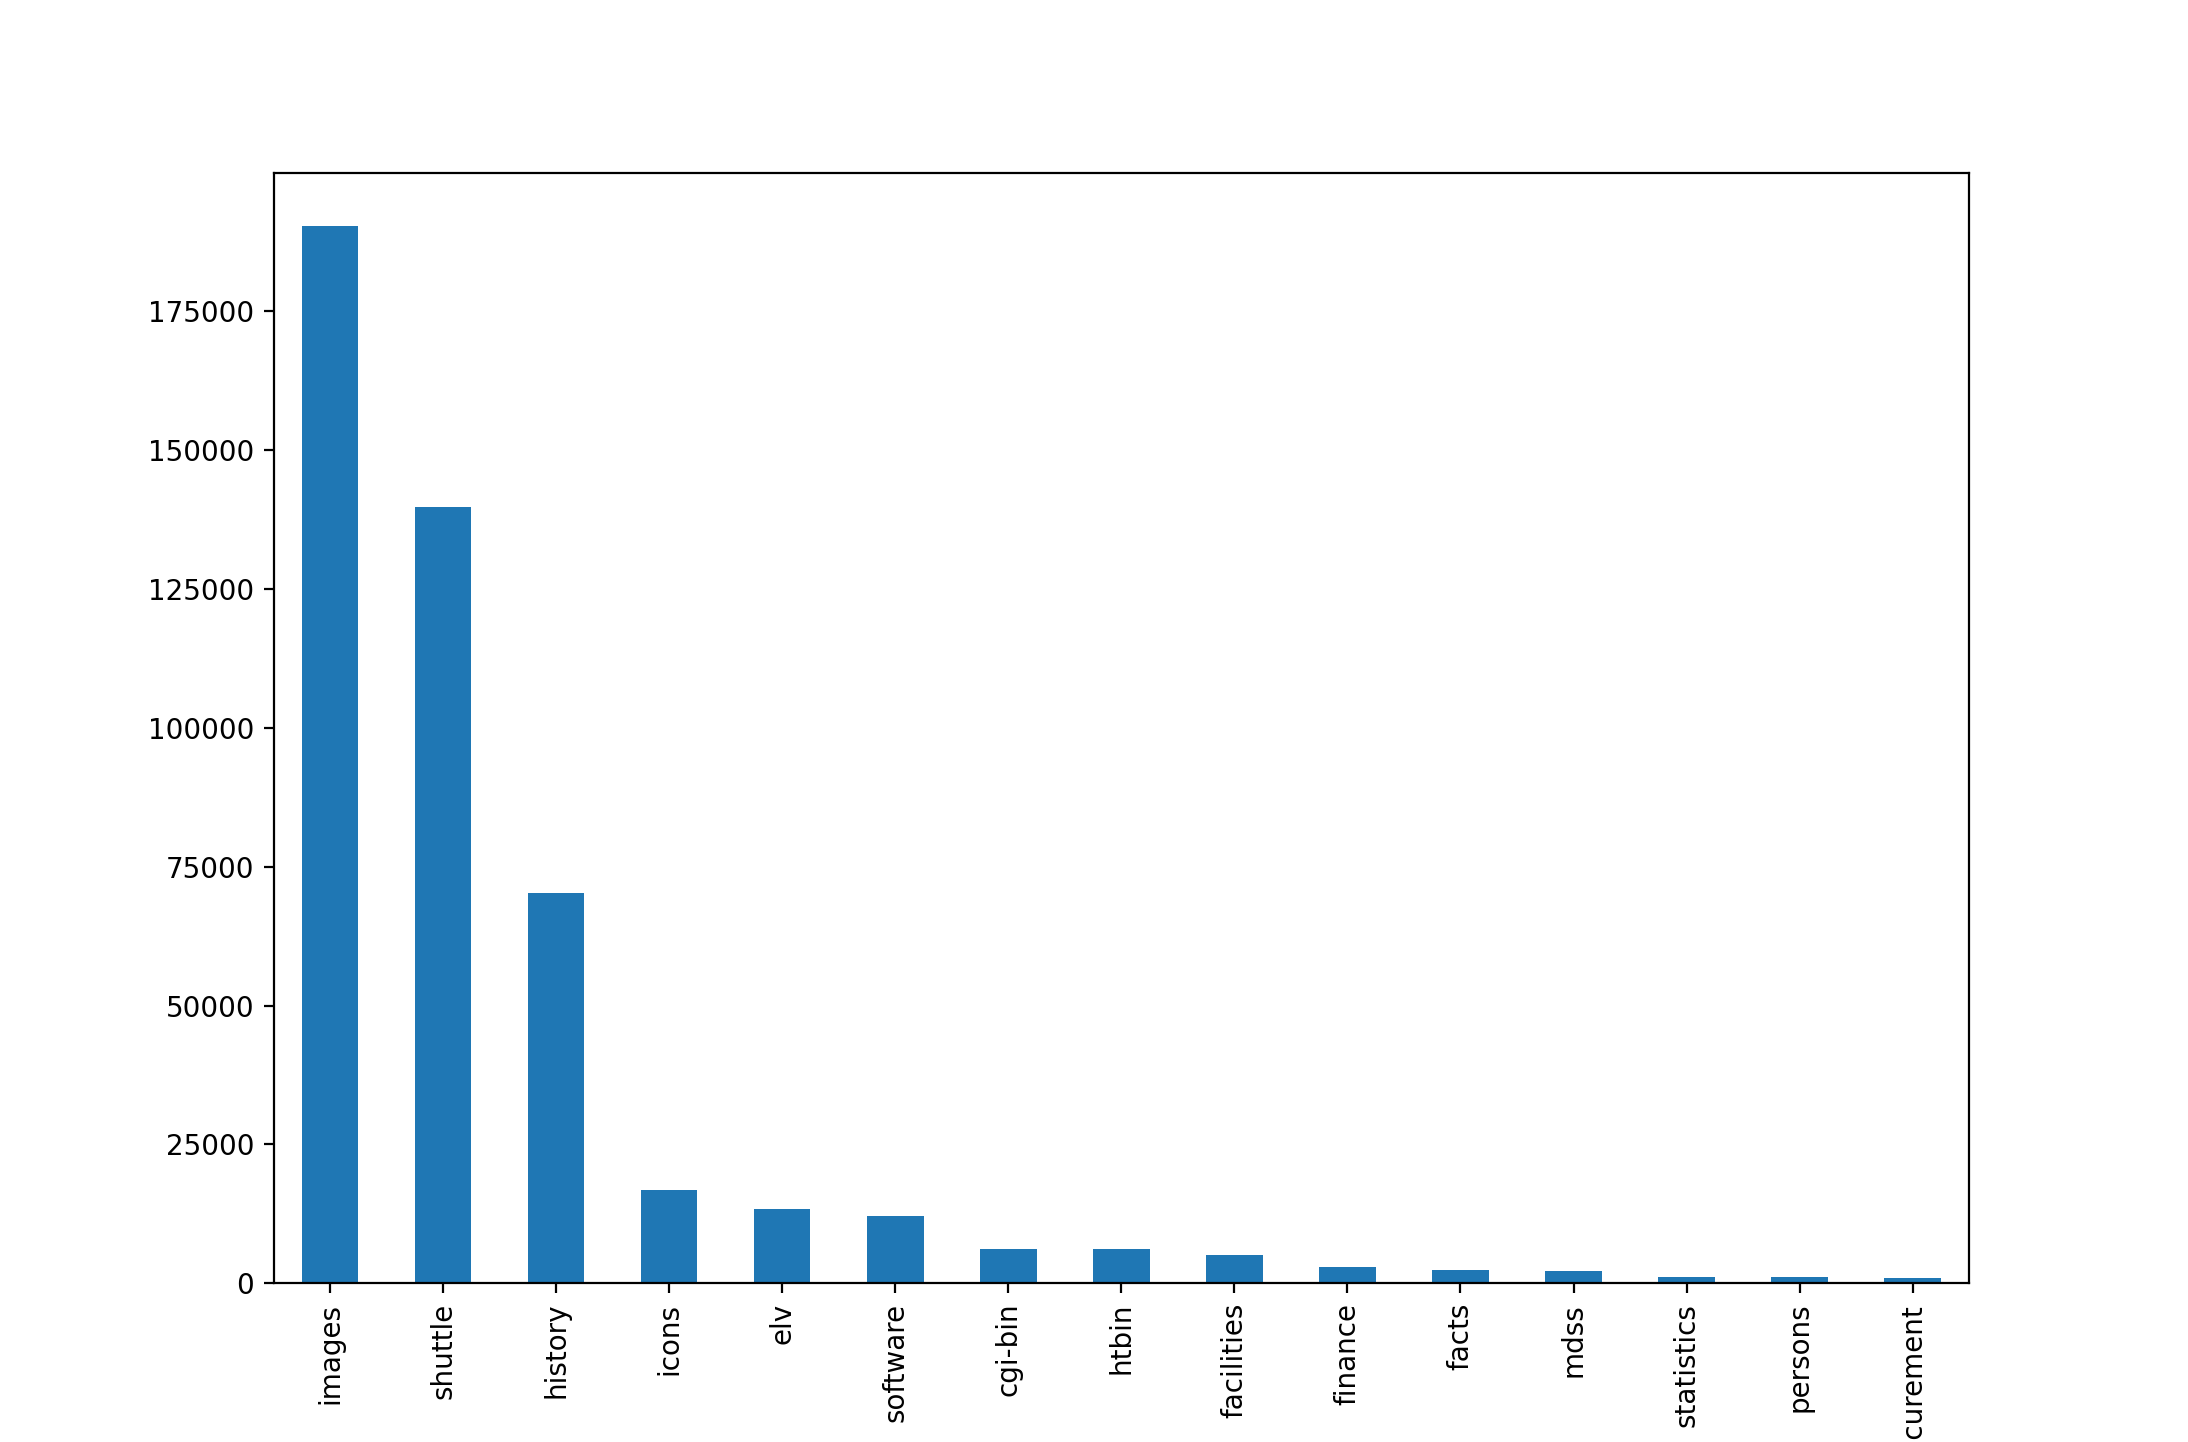 175000
150000
125000
100000
75000
50000
25000
0
images
shuttle
history
icons
elv
software
cgi-bin
htbin
facilities
finance
facts
mdss
statistics
persons
curement